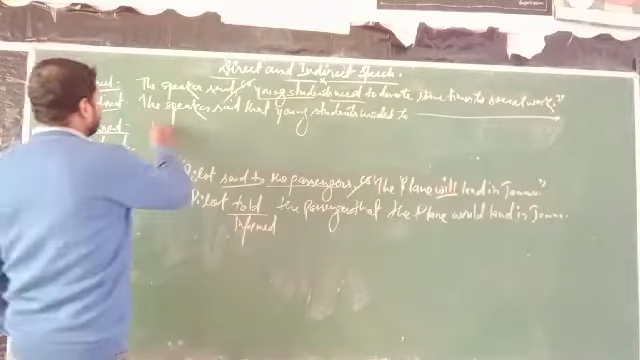 Direct and Indirect Speech.
The speaker said, "Young students need to devote some time to social work."
The speaker said that young students needed to
Pilot said to the passengers, "The Plane will land in Jammu."
Pilot told the passengers that the Plane would land in Jammu.
Informed